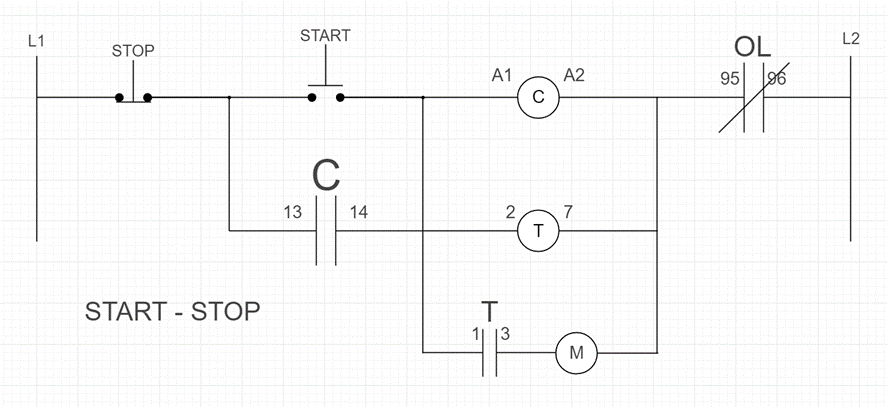 L1
STOP
START
A1
C
A2
OL
95
96
L2
C
13
14
2
T
7
START - STOP
T
1
3
M